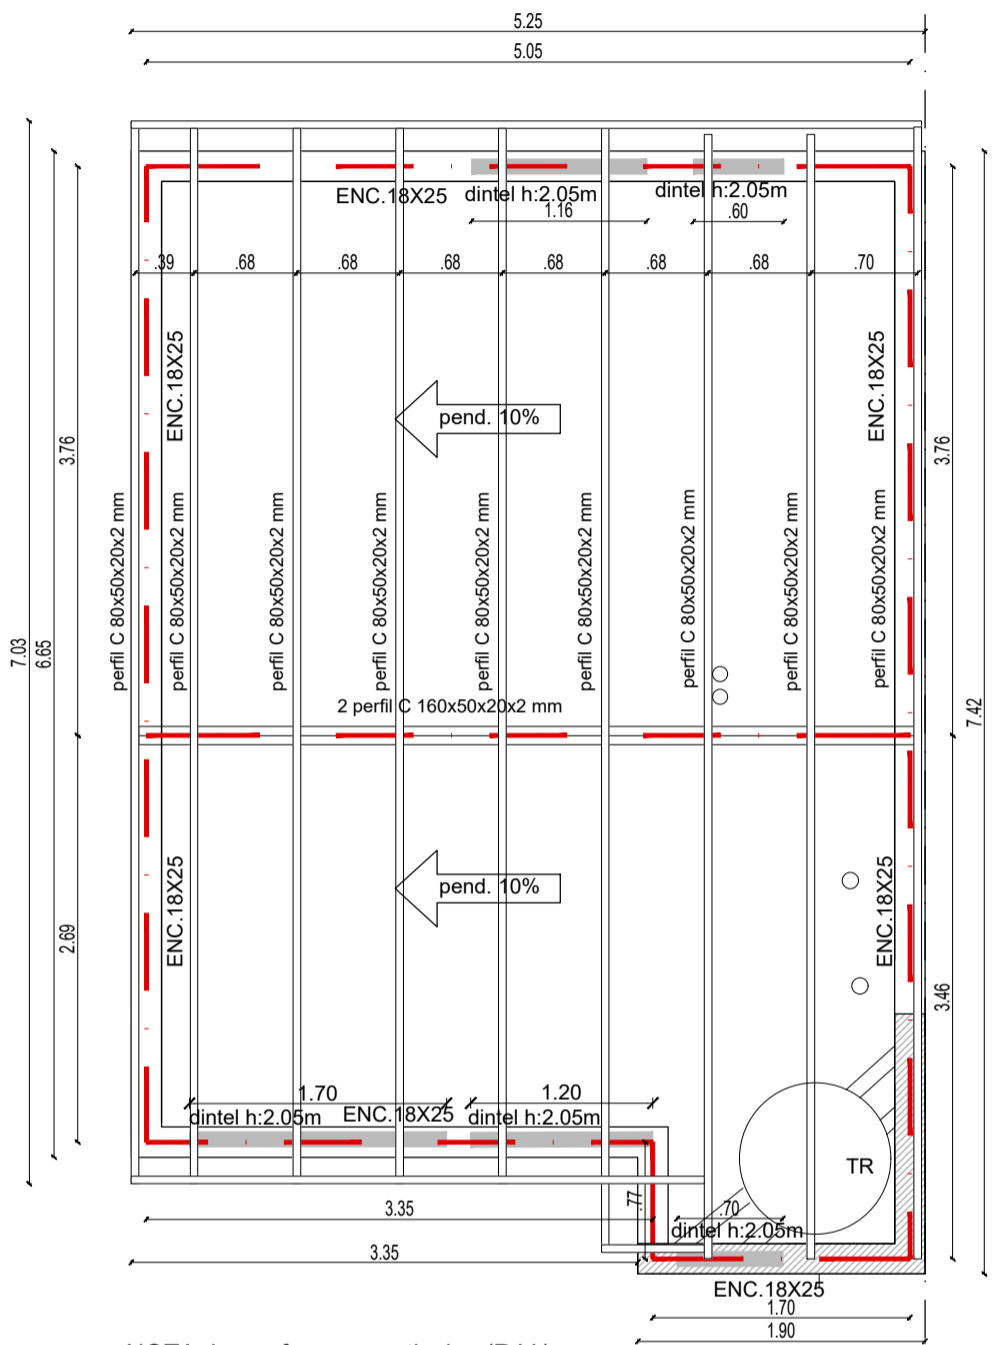 5.25
5.05
ENC.18X25
dintel h:2.05m
dintel h:2.05m
1.16
.60
.39
.68
.68
.68
.68
.68
.68
.70
ENC.18X25
ENC.18X25
pend. 10%
3.76
3.76
perfil C 80x50x20x2 mm
perfil C 80x50x20x2 mm
perfil C 80x50x20x2 mm
perfil C 80x50x20x2 mm
perfil C 80x50x20x2 mm
perfil C 80x50x20x2 mm
perfil C 80x50x20x2 mm
perfil C 80x50x20x2 mm
perfil C 80x50x20x2 mm
7.03
6.65
2 perfil C 160x50x20x2 mm
7.42
pend. 10%
ENC.18X25
ENC.18X25
2.69
3.46
1.70
1.20
dintel h:2.05m
ENC.18X25
dintel h:2.05m
TR
.77
.70
3.35
dintel h:2.05m
3.35
ENC.18X25
1.70
1.90